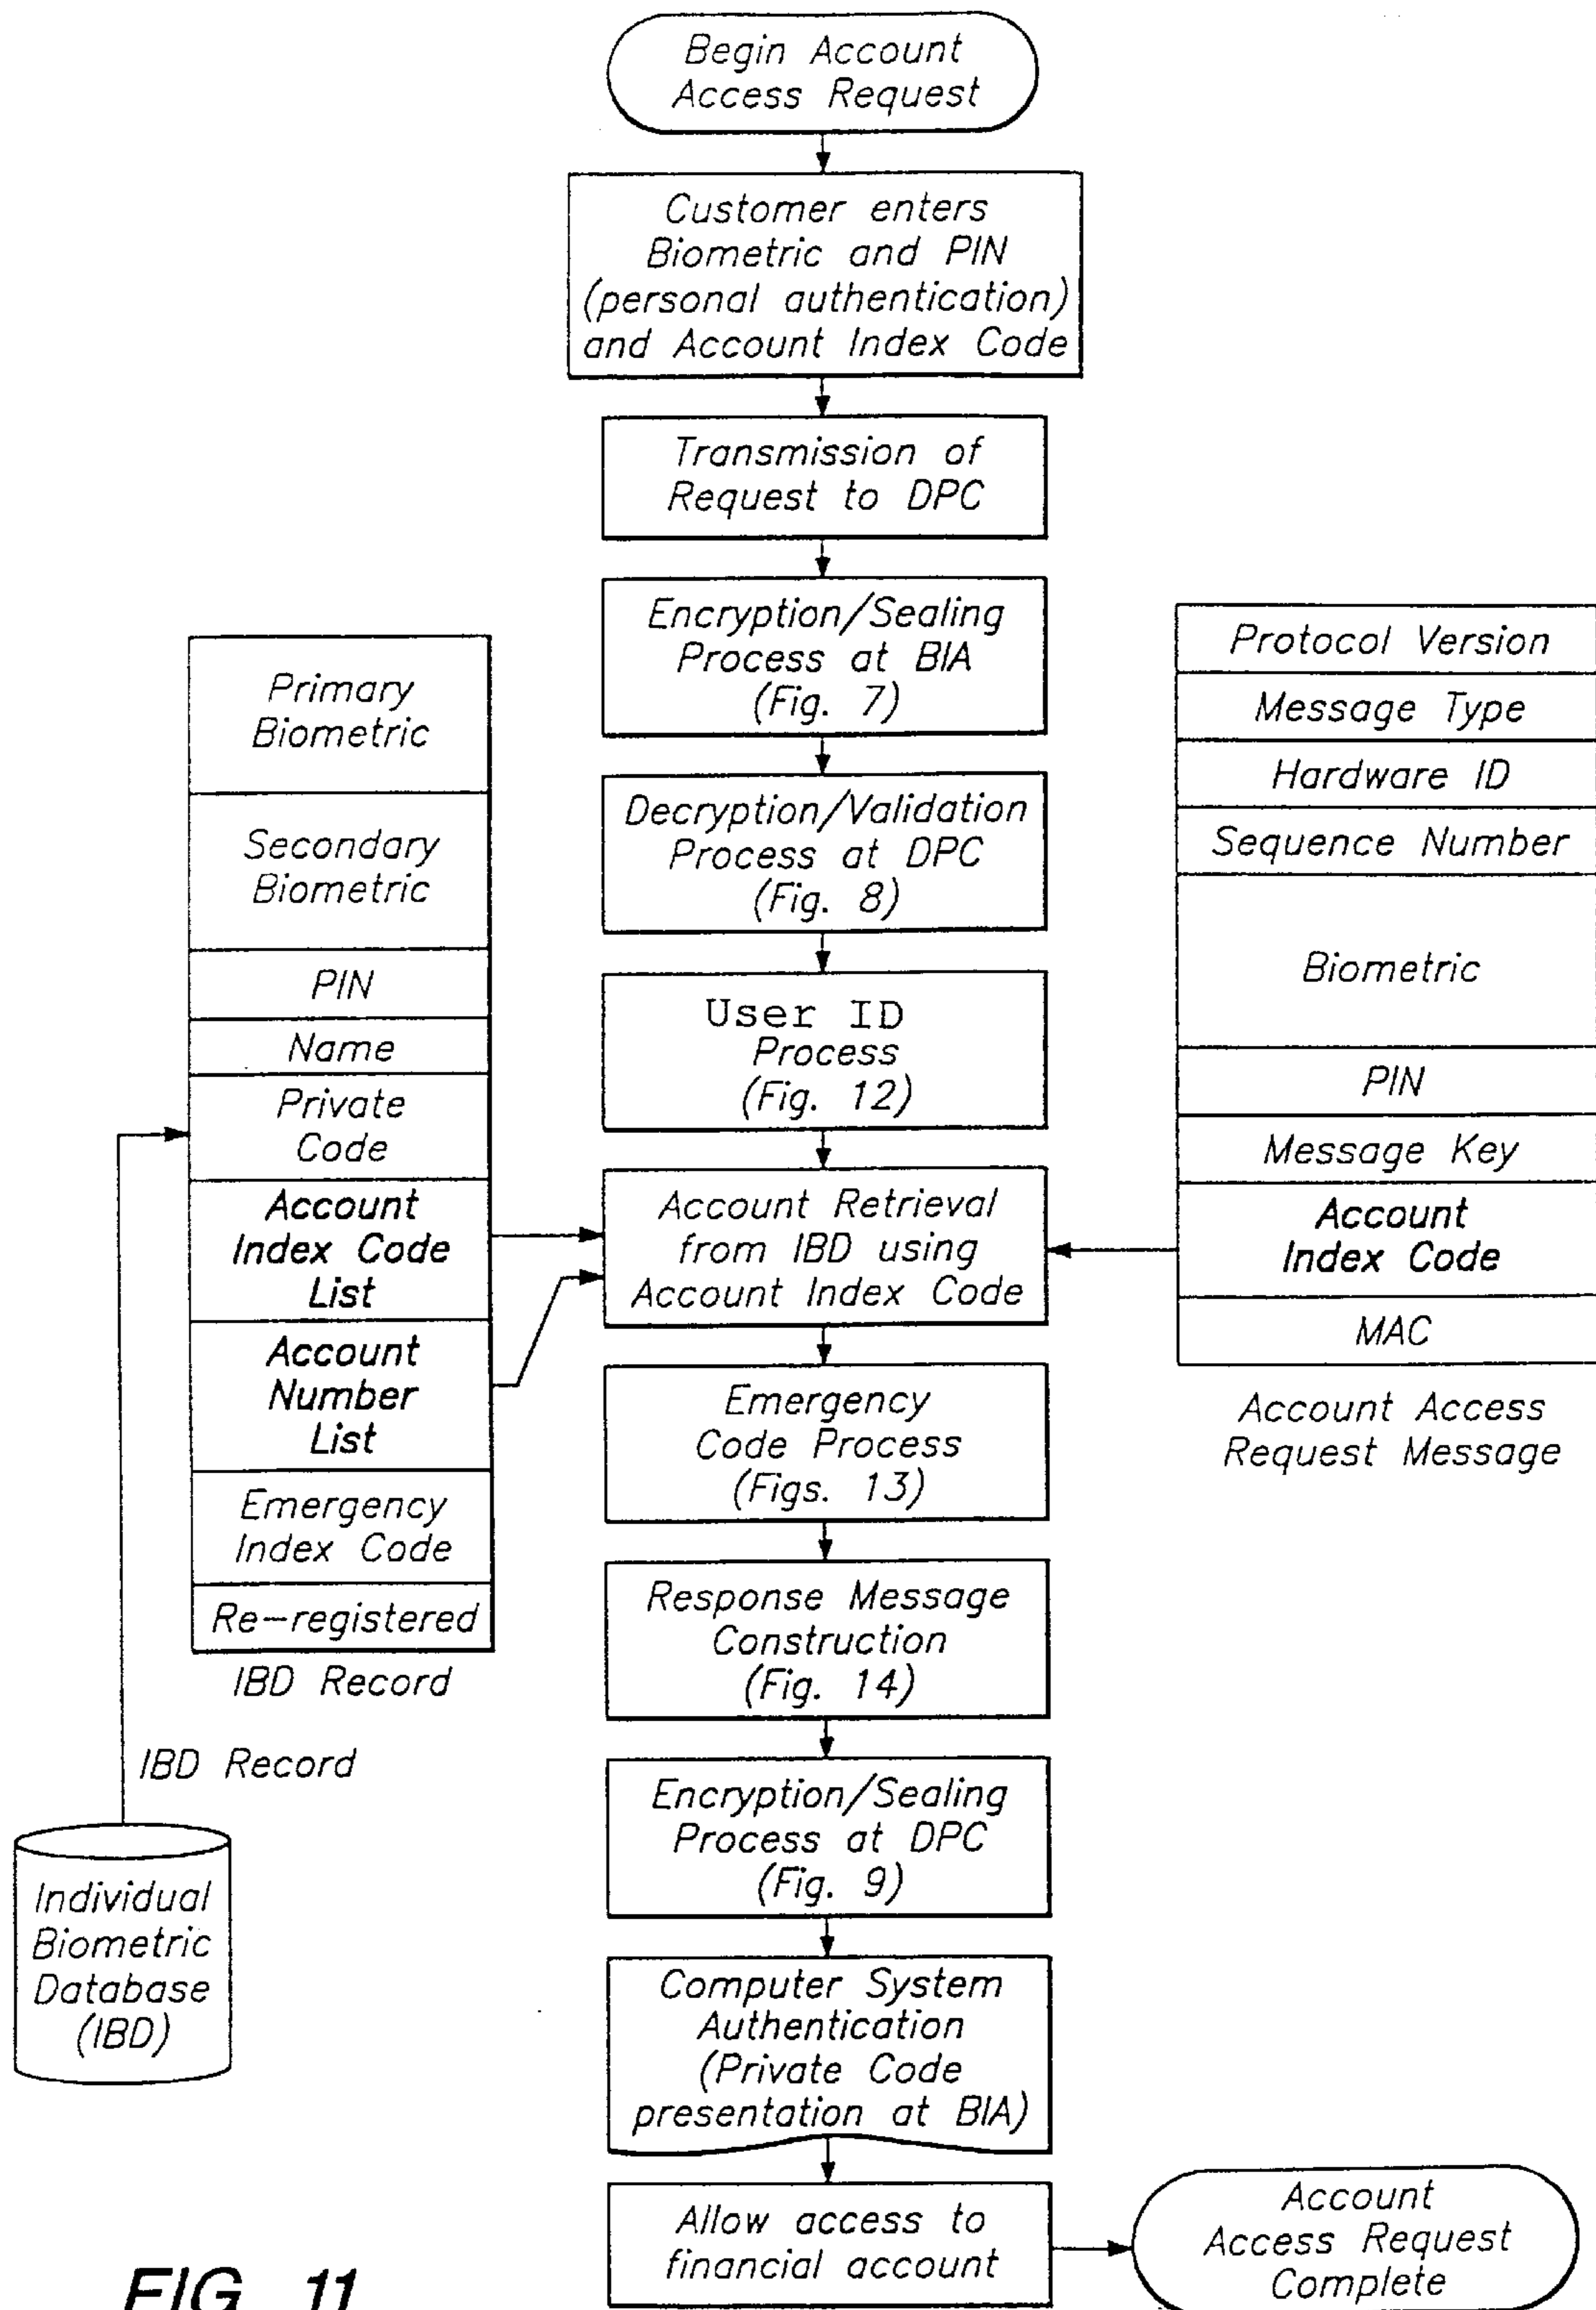 Begin Account
Access Request
Customer enters
Biometric and PIN
(personal authentication)
and Account Index Code
Transmission of
Request to DPC
Encryption/Sealing
Process at BIA
(Fig. 7)
Decryption/Validation
Process at DPC
(Fig. 8)
User ID
Process
(Fig. 12)
Account Retrieval
from IBD using
Account Index Code
Emergency
Code Process
(Figs. 13)
Response Message
Construction
(Fig. 14)
Encryption/Sealing
Process at DPC
(Fig. 9)
Computer System
Authentication
(Private Code
presentation at BIA)
Allow access to
financial account
Account
Access Request
Complete
Primary
Biometric
Secondary
Biometric
PIN
Name
Private
Code
Account
Index Code
List
Account
Number
List
Emergency
Index Code
Re-registered
IBD Record
IBD Record
Individual
Biometric
Database
(IBD)
Protocol Version
Message Type
Hardware ID
Sequence Number
Biometric
PIN
Message Key
Account
Index Code
MAC
Account Access
Request Message
FIG. 11